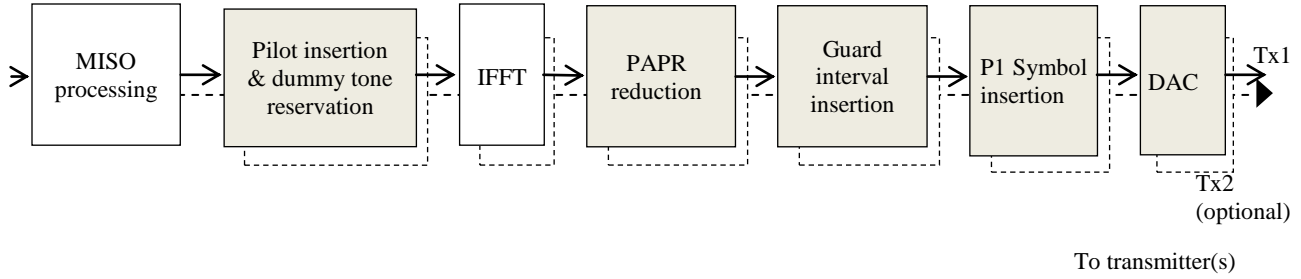 MISO
processing
Pilot insertion
& dummy tone
reservation
IFFT
PAPR
reduction
Guard
interval
insertion
P1 Symbol
insertion
DAC
Tx1
Tx2
(optional)
To transmitter(s)